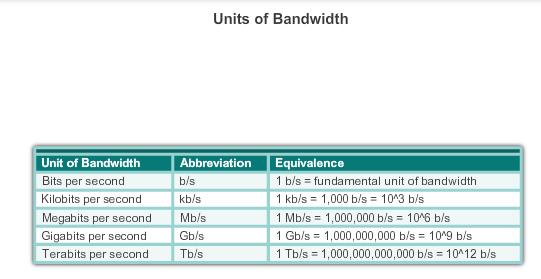 Units of Bandwidth
Unit of Bandwidth Abbreviation Equivalence
Bits per second b/s 1 b/s = fundamental unit of bandwidth
Kilobits per second kb/s 1 kb/s = 1,000 b/s = 10^3 b/s
Megabits per second Mb/s 1 Mb/s = 1,000,000 b/s = 10^6 b/s
Gigabits per second Gb/s 1 Gb/s = 1,000,000,000 b/s = 10^9 b/s
Terabits per second Tb/s 1 Tb/s = 1,000,000,000,000 b/s = 10^12 b/s